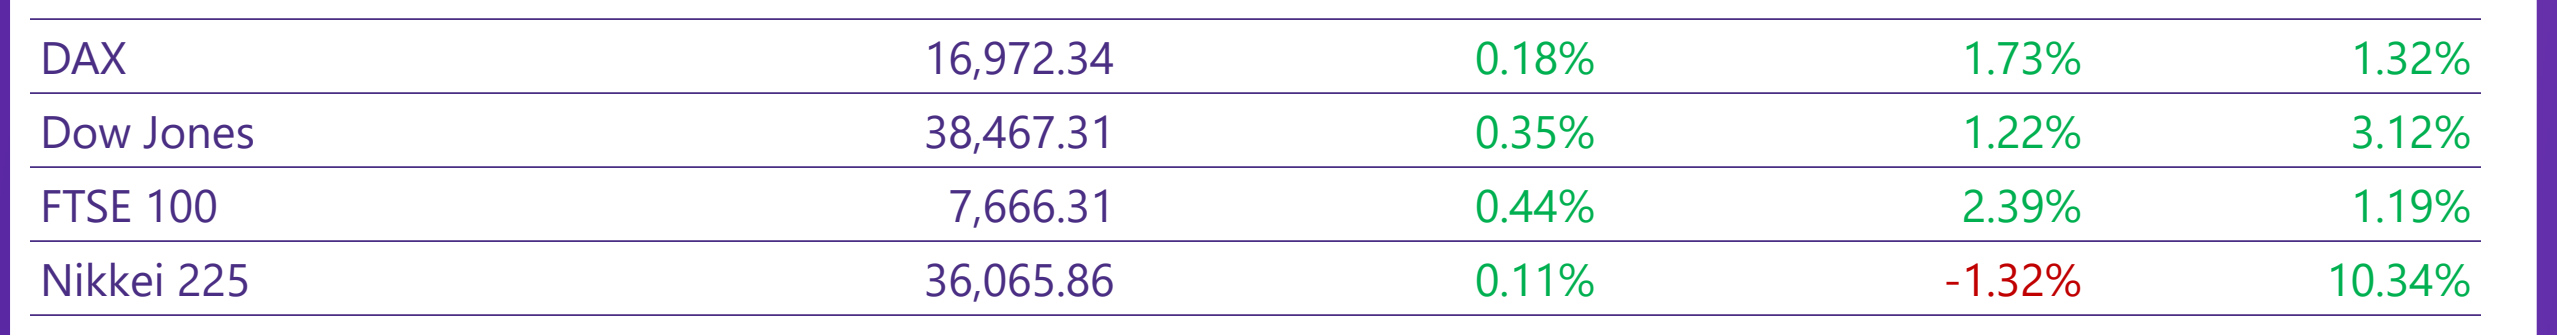 DAX 16,972.34 0.18% 1.73% 1.32%
Dow Jones 38,467.31 0.35% 1.22% 3.12%
FTSE 100 7,666.31 0.44% 2.39% 1.19%
Nikkei 225 36,065.86 0.11% -1.32% 10.34%